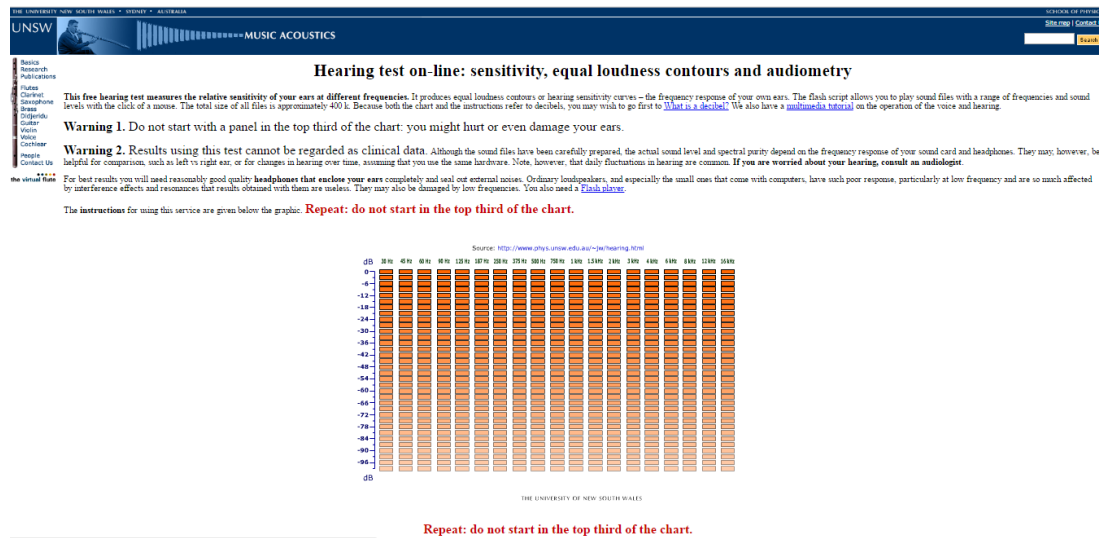 THE UNIVERSITY NEW SOUTH WALES • SYDNEY • AUSTRALIA
SCHOOL OF PHYSIC
UNSW
MUSIC ACOUSTICS
Site map | Contact
Search
Basics
Research
Publications
Flutes
Clarinet
Saxophone
Brass
Didjeridu
Guitar
Violin
Voice
Cochlear
People
Contact Us
the virtual flute
Hearing test on-line: sensitivity, equal loudness contours and audiometry
This free hearing test measures the relative sensitivity of your ears at different frequencies. It produces equal loudness contours or hearing sensitivity curves – the frequency response of your own ears. The flash script allows you to play sound files with a range of frequencies and sound
levels with the click of a mouse. The total size of all files is approximately 400 k. Because both the chart and the instructions refer to decibels, you may wish to go first to What is a decibel? We also have a multimedia tutorial on the operation of the voice and hearing.
Warning 1. Do not start with a panel in the top third of the chart: you might hurt or even damage your ears.
Warning 2. Results using this test cannot be regarded as clinical data. Although the sound files have been carefully prepared, the actual sound level and spectral purity depend on the frequency response of your sound card and headphones. They may, however, be
helpful for comparison, such as left vs right ear, or for changes in hearing over time, assuming that you use the same hardware. Note, however, that daily fluctuations in hearing are common. If you are worried about your hearing, consult an audiologist.
For best results you will need reasonably good quality headphones that enclose your ears completely and seal out external noises. Ordinary loudspeakers, and especially the small ones that come with computers, have such poor response, particularly at low frequency and are so much affected
by interference effects and resonances that results obtained with them are useless. They may also be damaged by low frequencies. You also need a Flash player.
The instructions for using this service are given below the graphic. Repeat: do not start in the top third of the chart.
Source: http://www.phys.unsw.edu.au/~jw/hearing.html
dB 30 Hz 45 Hz 60 Hz 90 Hz 125 Hz 187 Hz 250 Hz 375 Hz 500 Hz 750 Hz 1 kHz 1.5 kHz 2 kHz 3 kHz 4 kHz 6 kHz 8 kHz 12 kHz 16 kHz
0
-6
-12
-18
-24
-30
-36
-42
-48
-54
-60
-66
-72
-78
-84
-90
-96
dB
THE UNIVERSITY OF NEW SOUTH WALES
Repeat: do not start in the top third of the chart.